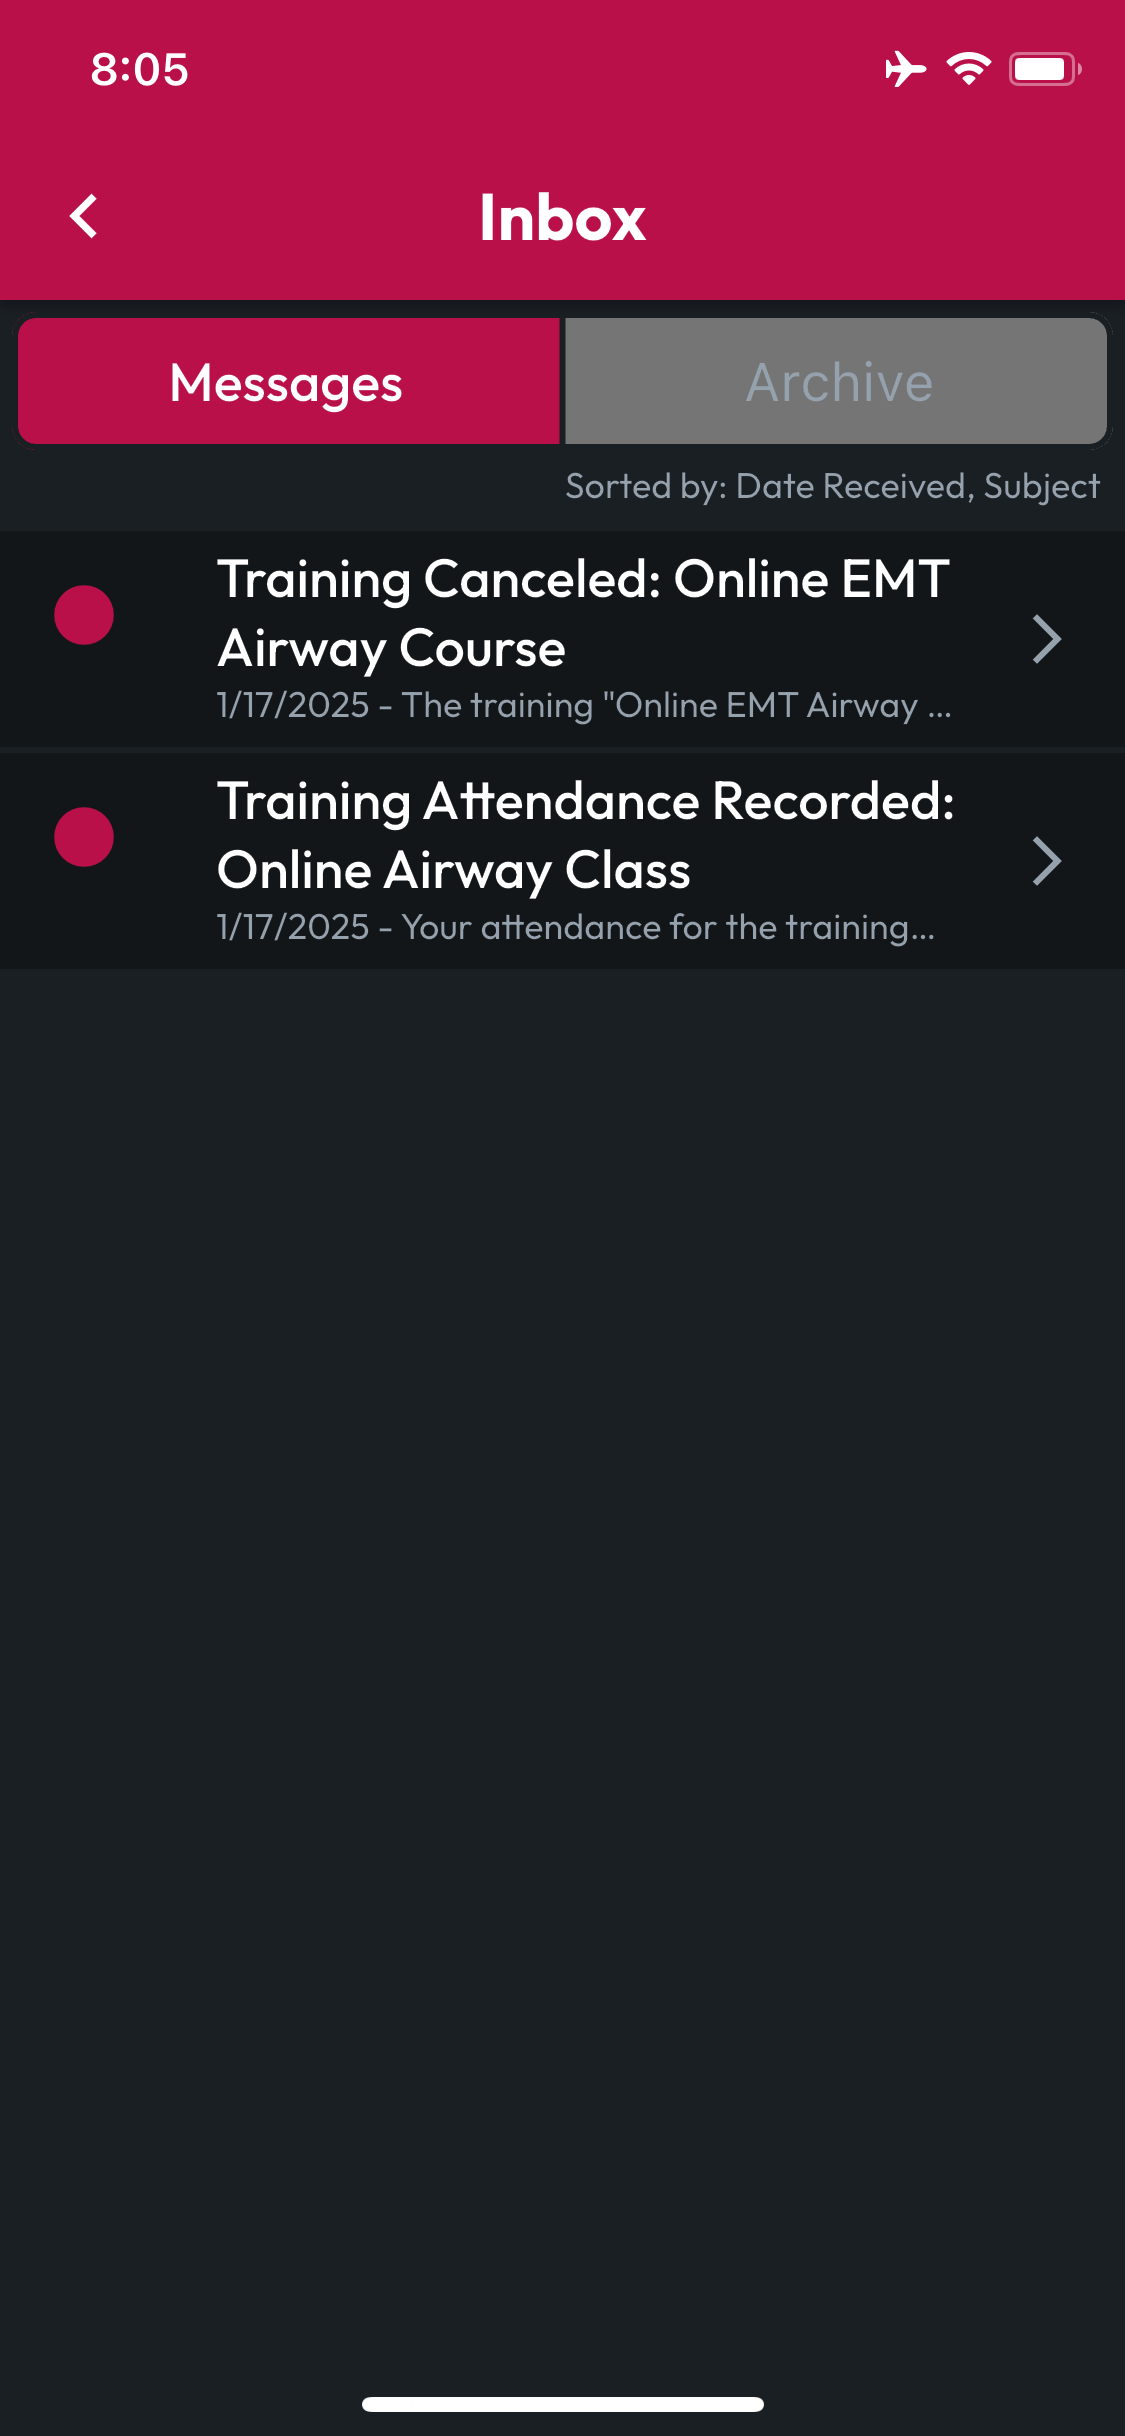 8:05
Inbox
Messages
Archive
Sorted by: Date Received, Subject
Training Canceled: Online EMT
Airway Course
1/17/2025 - The training "Online EMT Airway ...
Training Attendance Recorded:
Online Airway Class
1/17/2025 - Your attendance for the training...